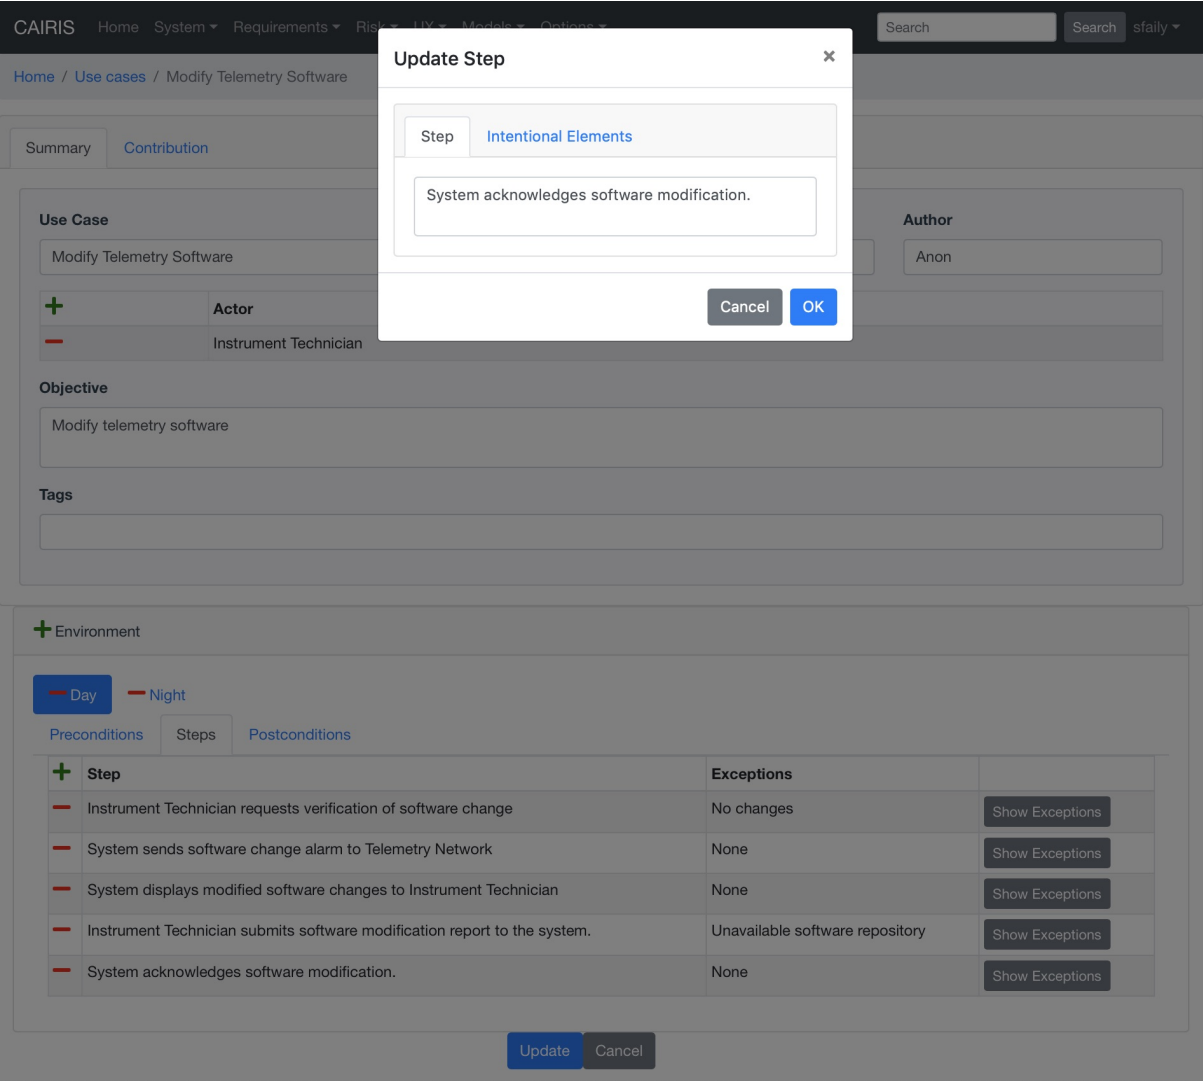 CAIRIS Home System Requirements Risk UX Models Options Search Search sfaily
Home / Use cases / Modify Telemetry Software
Update Step ×
Step Intentional Elements
System acknowledges software modification.
Cancel OK
Summary Contribution
Use Case Author
Modify Telemetry Software Anon
Actor
Instrument Technician
Objective
Modify telemetry software
Tags
Environment
Day Night
Preconditions Steps Postconditions
Step Exceptions
Instrument Technician requests verification of software change No changes Show Exceptions
System sends software change alarm to Telemetry Network None Show Exceptions
System displays modified software changes to Instrument Technician None Show Exceptions
Instrument Technician submits software modification report to the system. Unavailable software repository Show Exceptions
System acknowledges software modification. None Show Exceptions
Update Cancel